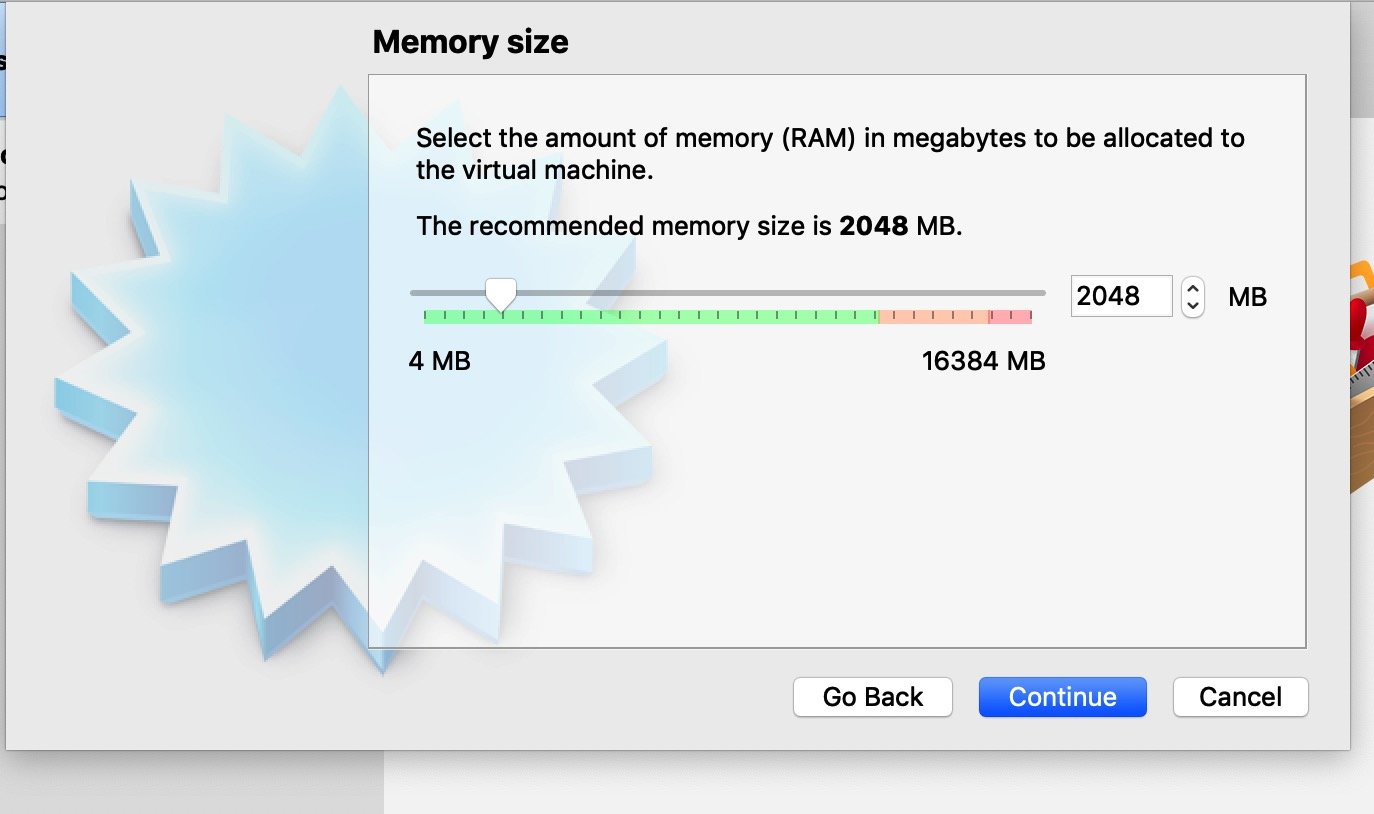 Memory size
Select the amount of memory (RAM) in megabytes to be allocated to
the virtual machine.
The recommended memory size is 2048 MB.
2048 MB
4 MB 16384 MB
Go Back Continue Cancel